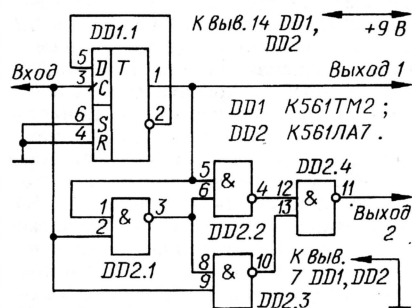 DD1.1
К выв. 14 DD1, +9 В
DD2
Вход
5 D T 1
3 C
2
6 S
4 R
Выход 1
DD1 К561ТМ2;
DD2 К561ЛА7.
DD2.4
5 & 4 12 & 11
6 13
1 & 3
2
DD2.2
Выход
2
DD2.1
8 & 10
9
К выв.
7 DD1, DD2
DD2.3